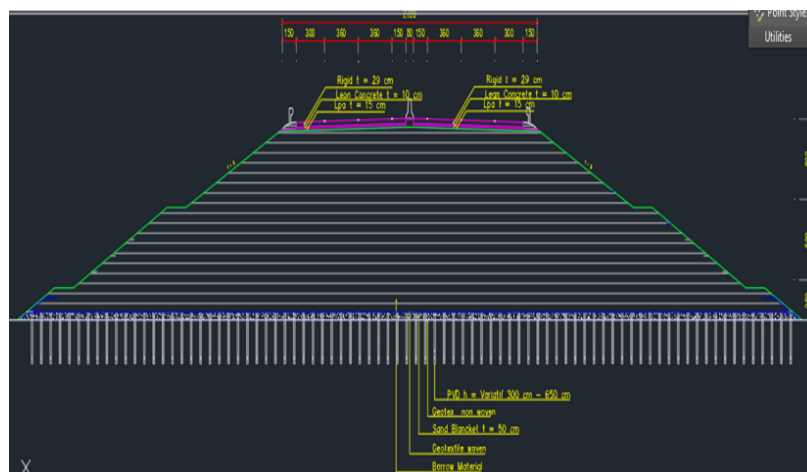 Point Style
Utilities
2120
150 300 360 360 150 80 150 360 360 300 150
Rigid t = 29 cm
Lean Concrete t = 10 cm
Lpa t = 15 cm
Rigid t = 29 cm
Lean Concrete t = 10 cm
Lpa t = 15 cm
PVD h = Variatif 300 cm - 650 cm
Geotex non woven
Sand Blancket t = 50 cm
Geotextile woven
Borrow Material
X